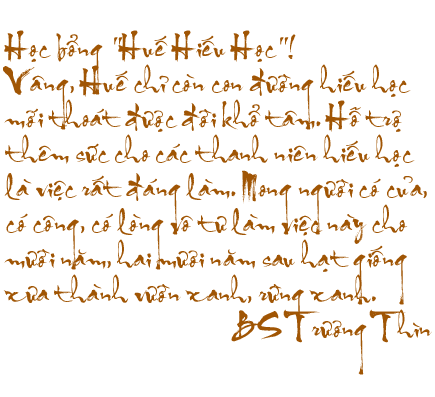 Học bổng "Huế Hiếu Học"!
Vâng, Huế chỉ còn con đường hiếu học
mới thoát được đời khổ tâm. Hỗ trợ
thêm sức cho các thanh niên hiếu học
là việc rất đáng làm. Mong người có của,
có công, có lòng vô tư làm việc này cho
mười năm, hai mươi năm sau hạt giống
xưa thành vườn xanh, rừng xanh.
BS Trương Thìn